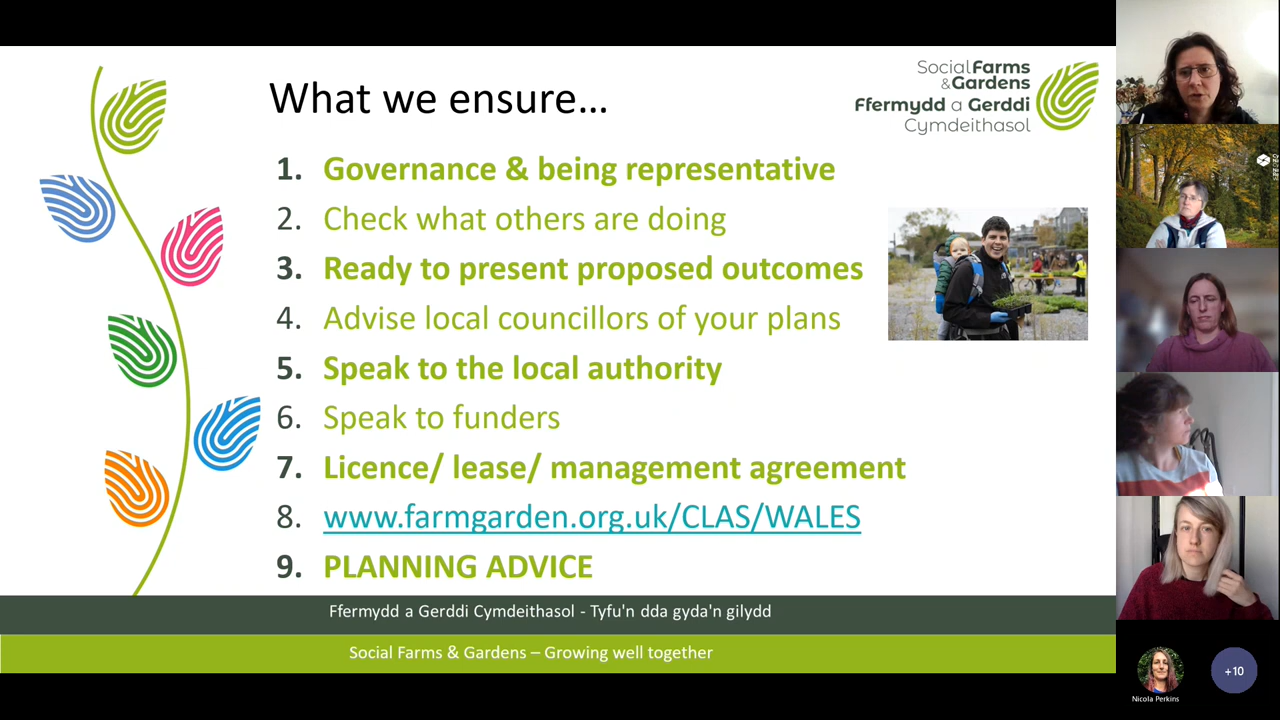 What we ensure...
Social Farms
& Gardens
Ffermydd a Gerddi
Cymdeithasol
1. Governance & being representative
2. Check what others are doing
3. Ready to present proposed outcomes
4. Advise local councillors of your plans
5. Speak to the local authority
6. Speak to funders
7. Licence/ lease/ management agreement
8. www.farmgarden.org.uk/CLAS/WALES
9. PLANNING ADVICE
Ffermydd a Gerddi Cymdeithasol - Tyfu'n dda gyda'n gilydd
Social Farms & Gardens – Growing well together
Nicola Perkins
+10